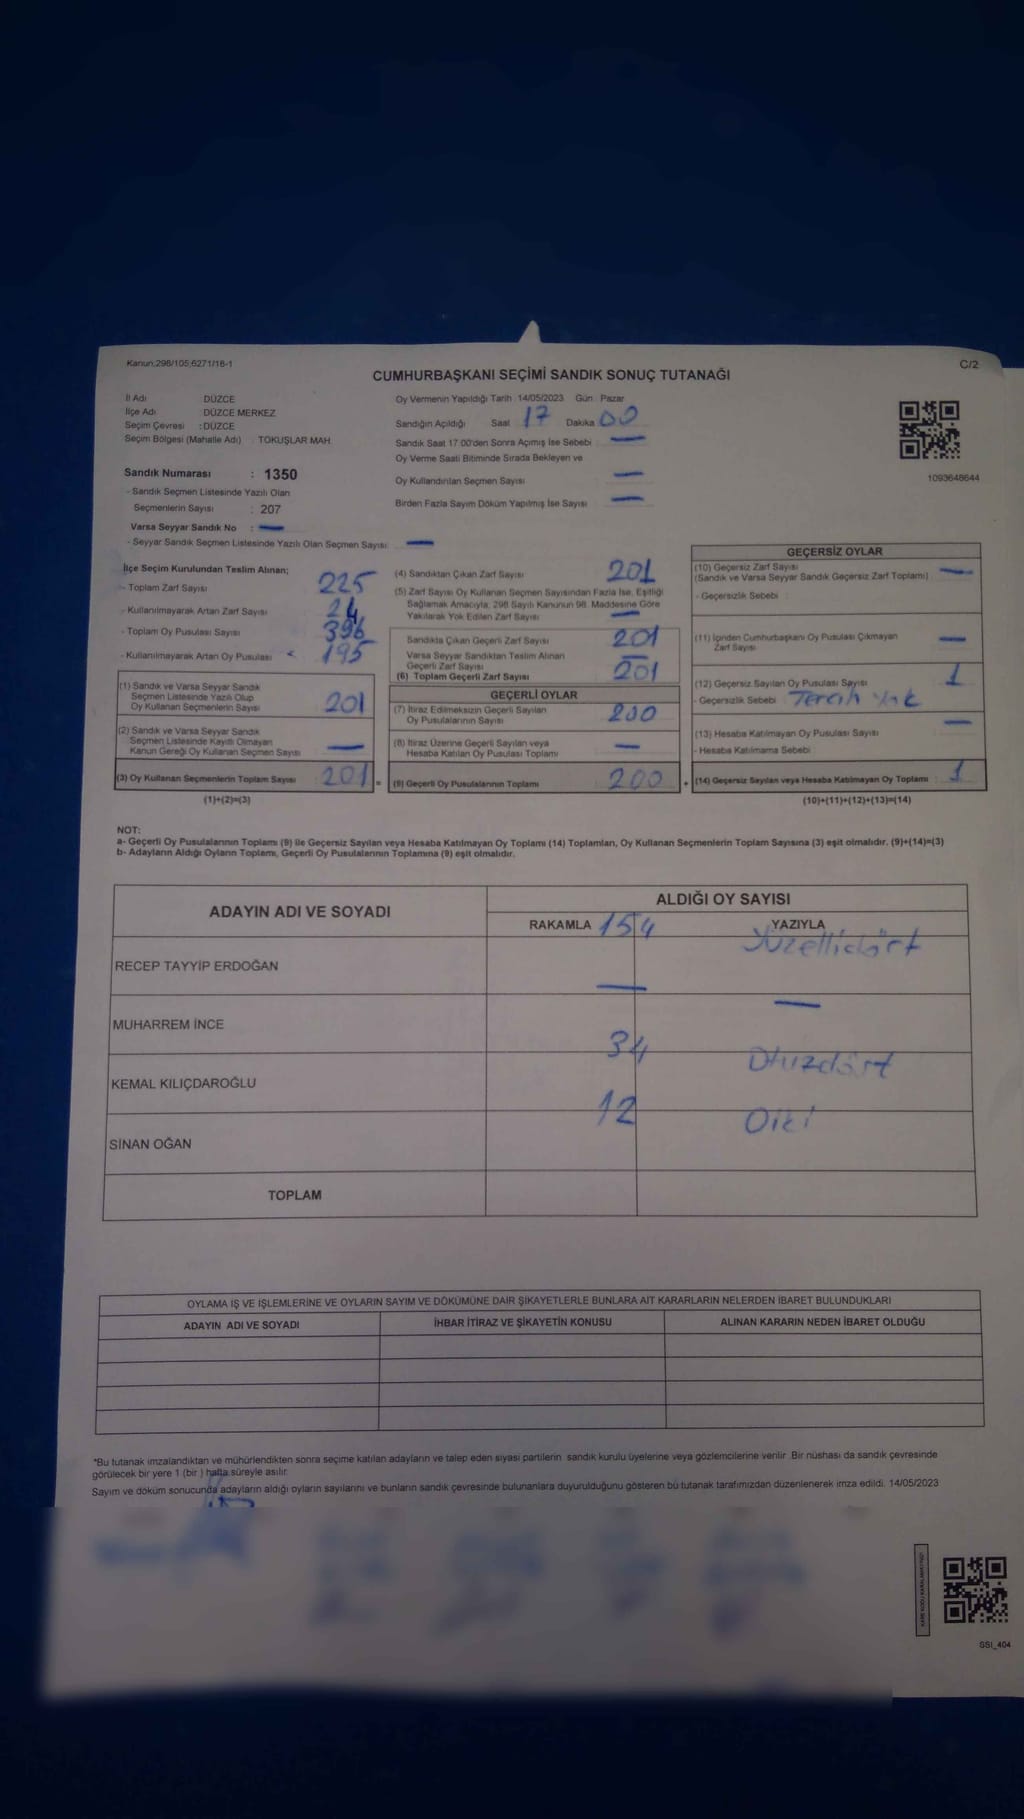 Kanun,298/105,6271/16-1
C/2
CUMHURBAŞKANI SEÇİMİ SANDIK SONUÇ TUTANAĞI
İl Adı DÜZCE
İlçe Adı DÜZCE MERKEZ
Seçim Çevresi : DÜZCE
Seçim Bölgesi (Mahalle Adı) : TOKUŞLAR MAH.
Sandık Numarası : 1350
- Sandık Seçmen Listesinde Yazılı Olan
Seçmenlerin Sayısı : 207
Varsa Seyyar Sandık No : —
- Seyyar Sandık Seçmen Listesinde Yazılı Olan Seçmen Sayısı: —
Oy Vermenin Yapıldığı Tarih 14/05/2023 Gün Pazar
Sandığın Açıldığı Saat 17 Dakika 00
Sandık Saat 17:00'den Sonra Açımış İse Sebebi —
Oy Verme Saati Bitiminde Sırada Bekleyen ve
Oy Kullandırılan Seçmen Sayısı —
Birden Fazla Sayım Döküm Yapılmış İse Sayısı —
1093648644
İlçe Seçim Kurulundan Teslim Alınan;
- Toplam Zarf Sayısı 225
- Kullanılmayarak Artan Zarf Sayısı 24
- Toplam Oy Pusulası Sayısı 396
- Kullanılmayarak Artan Oy Pusulası 195
(1) Sandık ve Varsa Seyyar Sandık
Seçmen Listesinde Yazılı Olup
Oy Kullanan Seçmenlerin Sayısı 201
(2) Sandık ve Varsa Seyyar Sandık
Seçmen Listesinde Kayıtlı Olmayan
Kanun Gereği Oy Kullanan Seçmen Sayısı —
(3) Oy Kullanan Seçmenlerin Toplam Sayısı 201 =
(1)+(2)=(3)
(4) Sandıktan Çıkan Zarf Sayısı 201
(5) Zarf Sayısı Oy Kullanan Seçmen Sayısından Fazla İse, Eşitliği
Sağlamak Amacıyla, 298 Sayılı Kanunun 98. Maddesine Göre
Yakılarak Yok Edilen Zarf Sayısı —
Sandıkta Çıkan Geçerli Zarf Sayısı 201
Varsa Seyyar Sandıktan Teslim Alınan
Geçerli Zarf Sayısı —
(6) Toplam Geçerli Zarf Sayısı 201
GEÇERLİ OYLAR
(7) İtiraz Edilmeksizin Geçerli Sayılan
Oy Pusulalarının Sayısı 200
(8) İtiraz Üzerine Geçerli Sayılan veya
Hesaba Katılan Oy Pusulası Toplamı —
(9) Geçerli Oy Pusulalarının Toplamı 200 +
GEÇERSİZ OYLAR
(10) Geçersiz Zarf Sayısı
(Sandık ve Varsa Seyyar Sandık Geçersiz Zarf Toplamı) —
- Geçersizlik Sebebi :
(11) İçinden Cumhurbaşkanı Oy Pusulası Çıkmayan
Zarf Sayısı —
(12) Geçersiz Sayılan Oy Pusulası Sayısı 1
- Geçersizlik Sebebi Tercih Yok
(13) Hesaba Katılmayan Oy Pusulası Sayısı —
- Hesaba Katılmama Sebebi
(14) Geçersiz Sayılan veya Hesaba Katılmayan Oy Toplamı : 1
(10)+(11)+(12)+(13)=(14)
NOT:
a- Geçerli Oy Pusulalarının Toplamı (9) ile Geçersiz Sayılan veya Hesaba Katılmayan Oy Toplamı (14) Toplamları, Oy Kullanan Seçmenlerin Toplam Sayısına (3) eşit olmalıdır. (9)+(14)=(3)
b- Adayların Aldığı Oyların Toplamı, Geçerli Oy Pusulalarının Toplamına (9) eşit olmalıdır.
ADAYIN ADI VE SOYADI
ALDIĞI OY SAYISI
RAKAMLA YAZIYLA
RECEP TAYYİP ERDOĞAN 154 Yüzellidört
MUHARREM İNCE — —
KEMAL KILIÇDAROĞLU 34 Otuzdört
SİNAN OĞAN 12 Oiki
TOPLAM
OYLAMA İŞ VE İŞLEMLERİNE VE OYLARIN SAYIM VE DÖKÜMÜNE DAİR ŞİKAYETLERLE BUNLARA AİT KARARLARIN NELERDEN İBARET BULUNDUKLARI
ADAYIN ADI VE SOYADI İHBAR İTİRAZ VE ŞİKAYETİN KONUSU ALINAN KARARIN NEDEN İBARET OLDUĞU
*Bu tutanak imzalandıktan ve mühürlendikten sonra seçime katılan adayların ve talep eden siyasi partilerin sandık kurulu üyelerine veya gözlemcilerine verilir. Bir nüshası da sandık çevresinde
görülecek bir yere 1 (bir) hafta süreyle asılır.
Sayım ve döküm sonucunda adayların aldığı oyların sayılarını ve bunların sandık çevresinde bulunanlara duyurulduğunu gösteren bu tutanak tarafımızdan düzenlenerek imza edildi. 14/05/2023
SSI_404